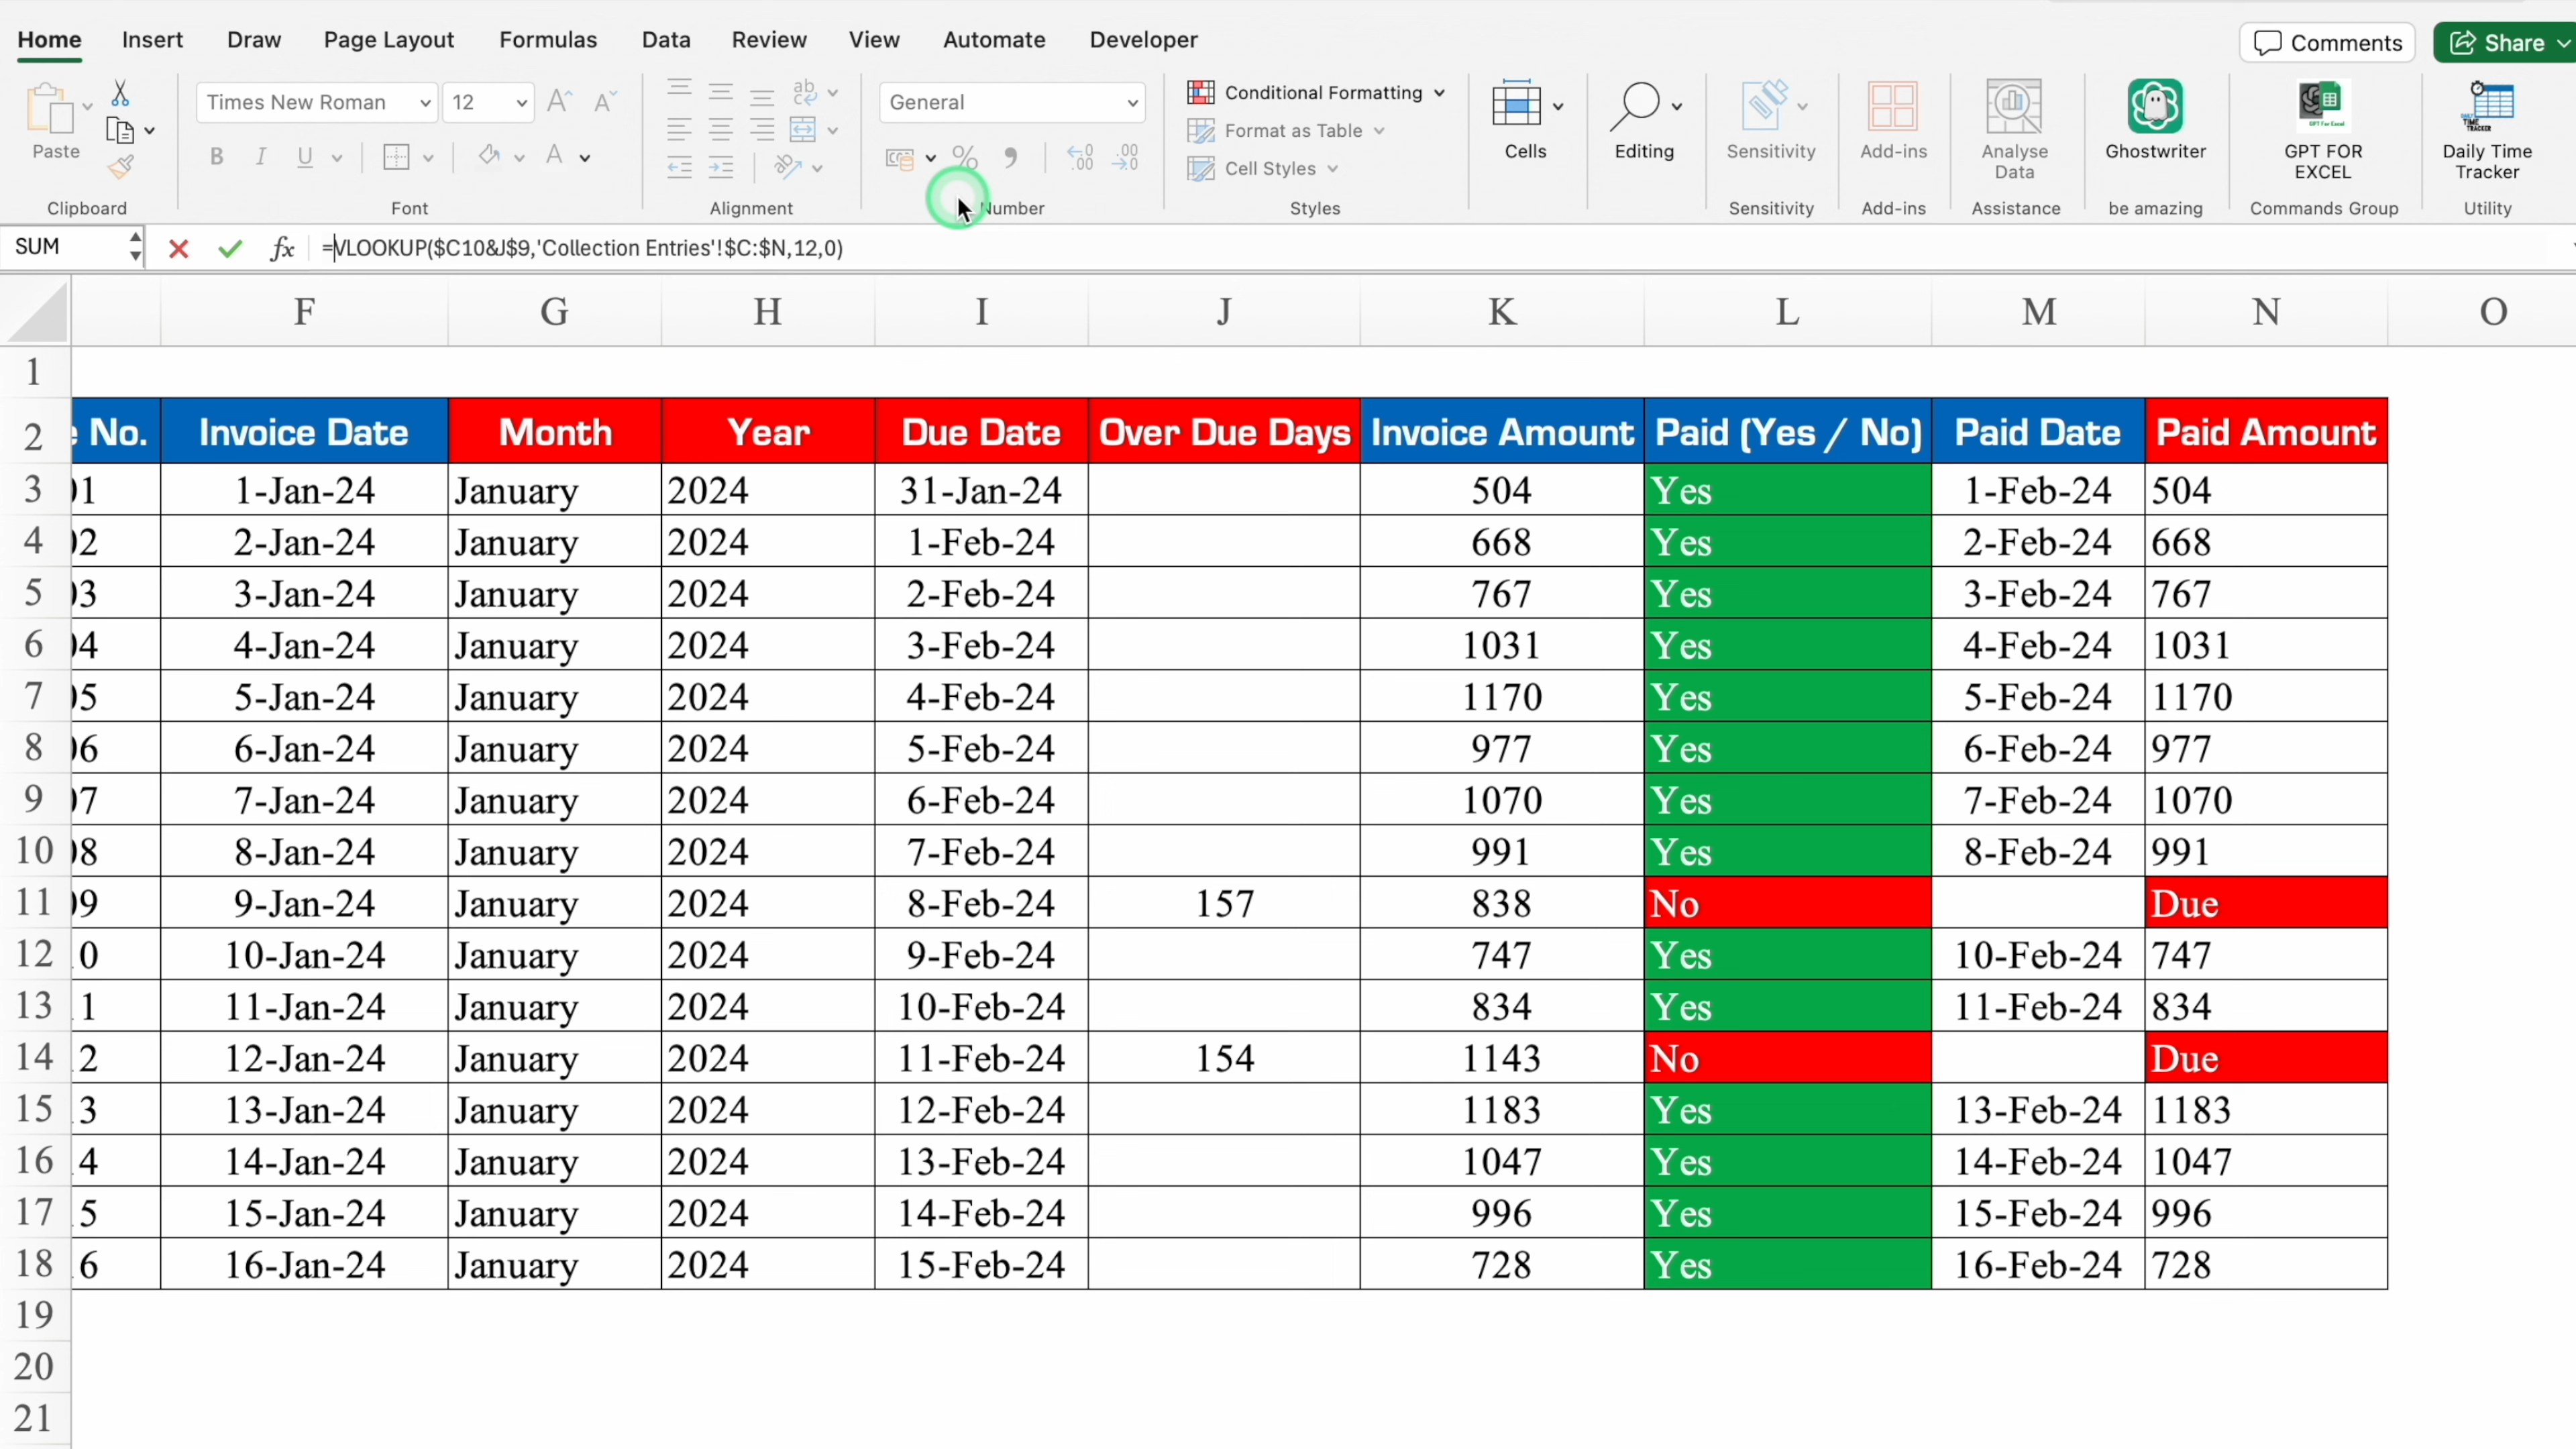 Home Insert Draw Page Layout Formulas Data Review View Automate Developer Comments Share
Times New Roman 12 General Conditional Formatting
Format as Table
Paste B I U A % Cell Styles Cells Editing Sensitivity Add-ins Analyse Data Ghostwriter GPT FOR EXCEL Daily Time Tracker
Clipboard Font Alignment Number Styles Sensitivity Add-ins Assistance be amazing Commands Group Utility
SUM fx =VLOOKUP($C10&J$9,'Collection Entries'!$C:$N,12,0)
F G H I J K L M N O
1
2 No. Invoice Date Month Year Due Date Over Due Days Invoice Amount Paid (Yes / No) Paid Date Paid Amount
3 01 1-Jan-24 January 2024 31-Jan-24 504 Yes 1-Feb-24 504
4 02 2-Jan-24 January 2024 1-Feb-24 668 Yes 2-Feb-24 668
5 03 3-Jan-24 January 2024 2-Feb-24 767 Yes 3-Feb-24 767
6 04 4-Jan-24 January 2024 3-Feb-24 1031 Yes 4-Feb-24 1031
7 05 5-Jan-24 January 2024 4-Feb-24 1170 Yes 5-Feb-24 1170
8 06 6-Jan-24 January 2024 5-Feb-24 977 Yes 6-Feb-24 977
9 07 7-Jan-24 January 2024 6-Feb-24 1070 Yes 7-Feb-24 1070
10 08 8-Jan-24 January 2024 7-Feb-24 991 Yes 8-Feb-24 991
11 09 9-Jan-24 January 2024 8-Feb-24 157 838 No Due
12 0 10-Jan-24 January 2024 9-Feb-24 747 Yes 10-Feb-24 747
13 1 11-Jan-24 January 2024 10-Feb-24 834 Yes 11-Feb-24 834
14 2 12-Jan-24 January 2024 11-Feb-24 154 1143 No Due
15 3 13-Jan-24 January 2024 12-Feb-24 1183 Yes 13-Feb-24 1183
16 4 14-Jan-24 January 2024 13-Feb-24 1047 Yes 14-Feb-24 1047
17 5 15-Jan-24 January 2024 14-Feb-24 996 Yes 15-Feb-24 996
18 6 16-Jan-24 January 2024 15-Feb-24 728 Yes 16-Feb-24 728
19
20
21